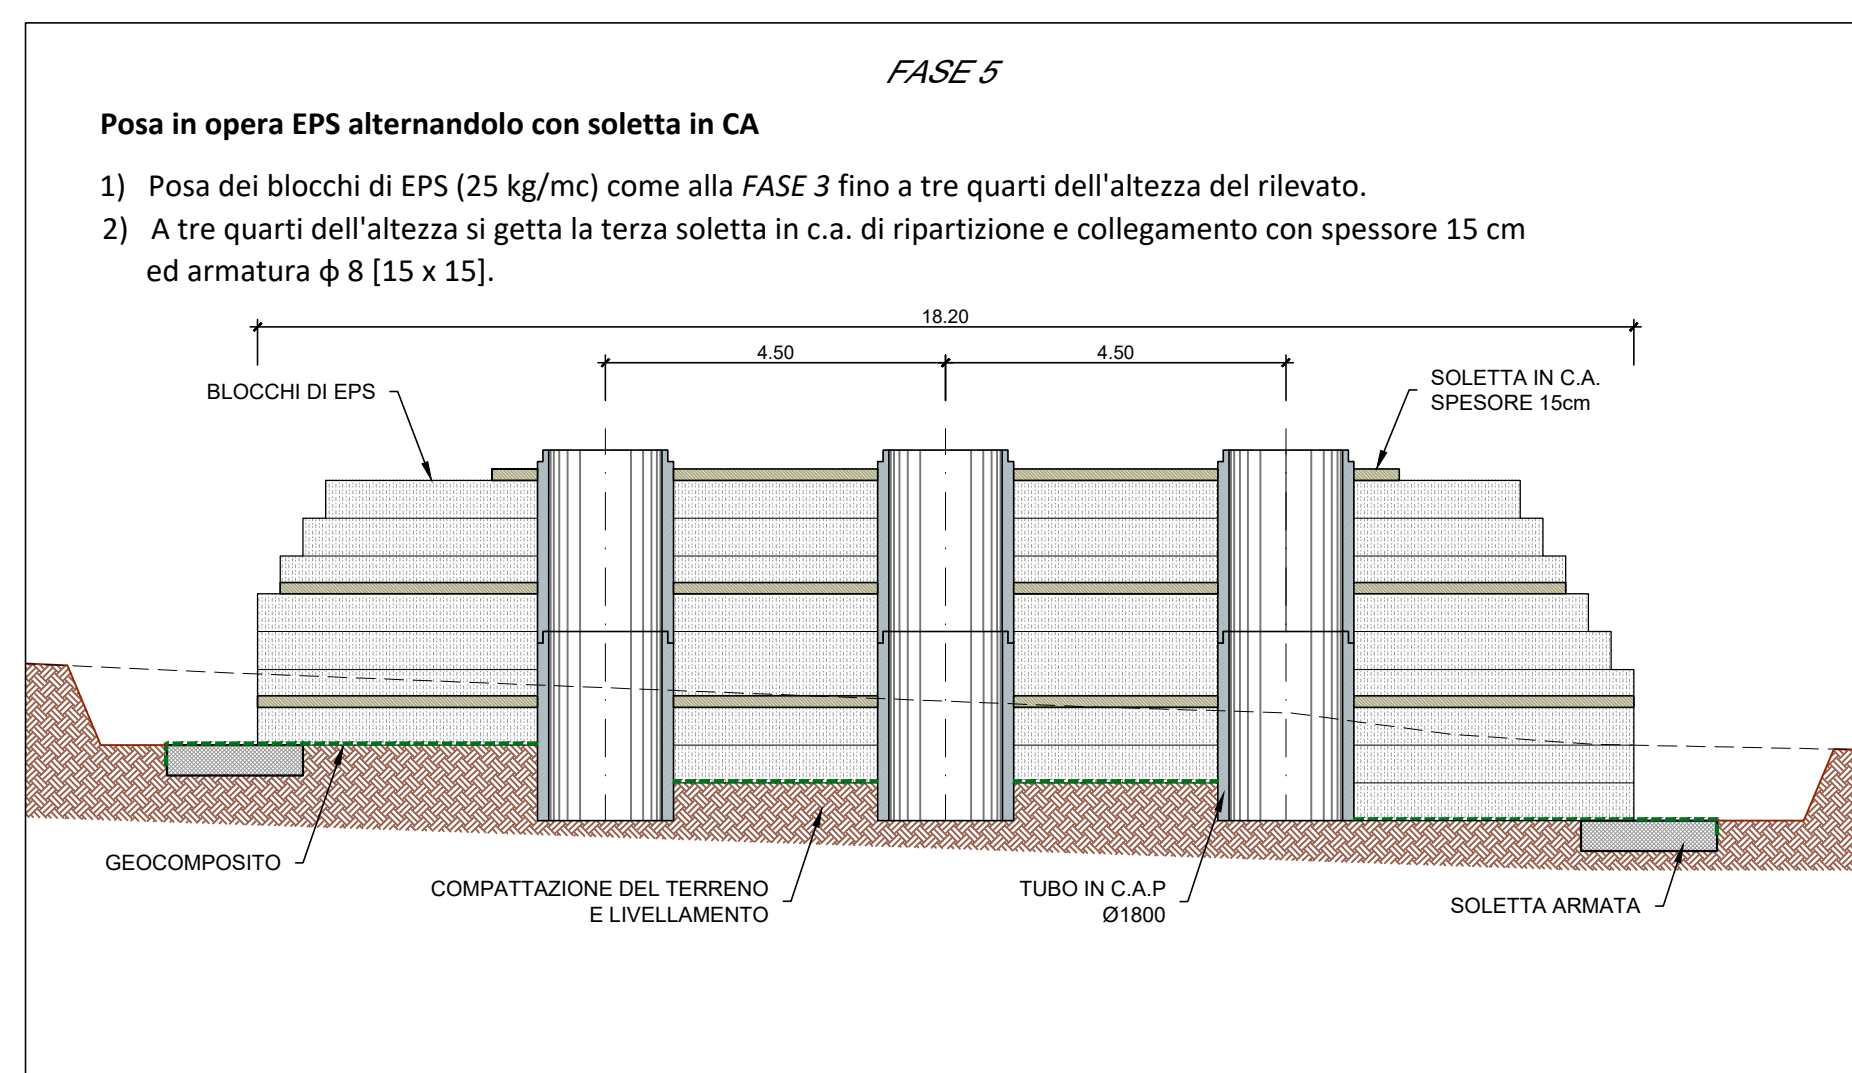 FASE 5
Posa in opera EPS alternandolo con soletta in CA
1) Posa dei blocchi di EPS (25 kg/mc) come alla FASE 3 fino a tre quarti dell'altezza del rilevato.
2) A tre quarti dell'altezza si getta la terza soletta in c.a. di ripartizione e collegamento con spessore 15 cm
ed armatura ϕ 8 [15 x 15].
18.20
4.50
4.50
BLOCCHI DI EPS
SOLETTA IN C.A.
SPESORE 15cm
GEOCOMPOSITO
COMPATTAZIONE DEL TERRENO
E LIVELLAMENTO
TUBO IN C.A.P
Ø1800
SOLETTA ARMATA